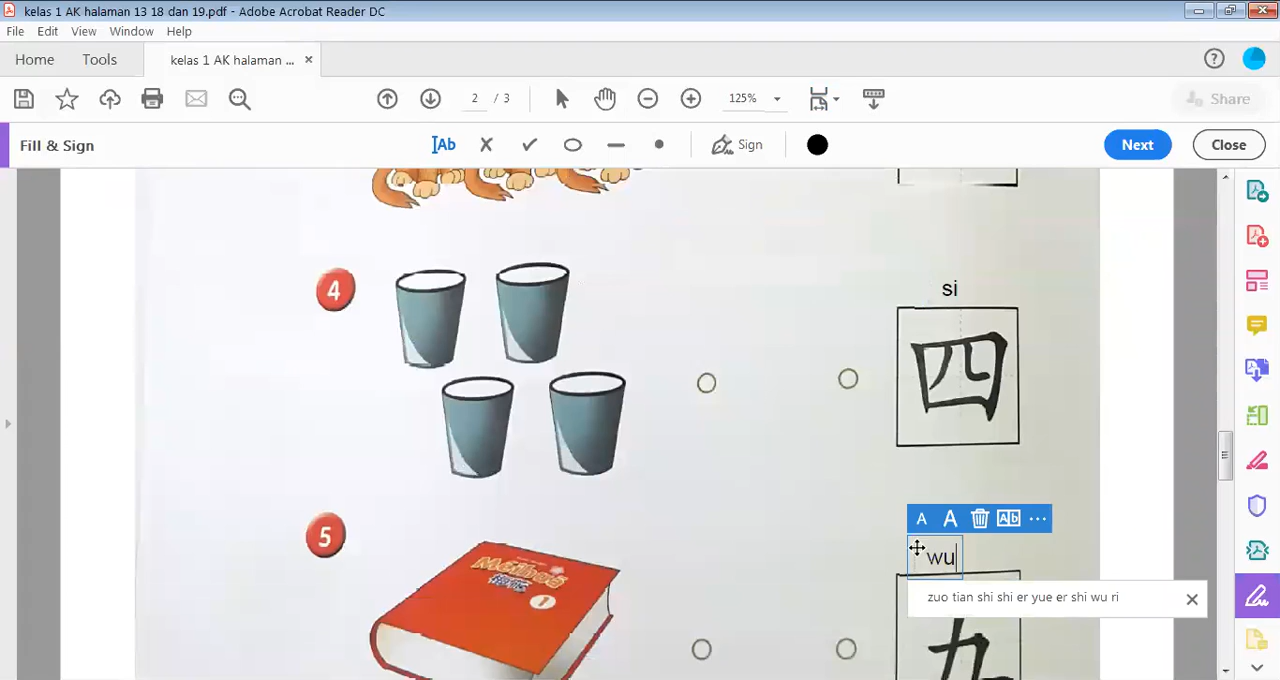 kelas 1 AK halaman 13 18 dan 19.pdf - Adobe Acrobat Reader DC
File Edit View Window Help
Home Tools kelas 1 AK halaman ... ×
2 / 3 125% Share
Fill & Sign Ab Sign Next Close
4
si
四
5
A A Ab ...
wu
zuo tian shi shi er yue er shi wu ri
Meihua
1